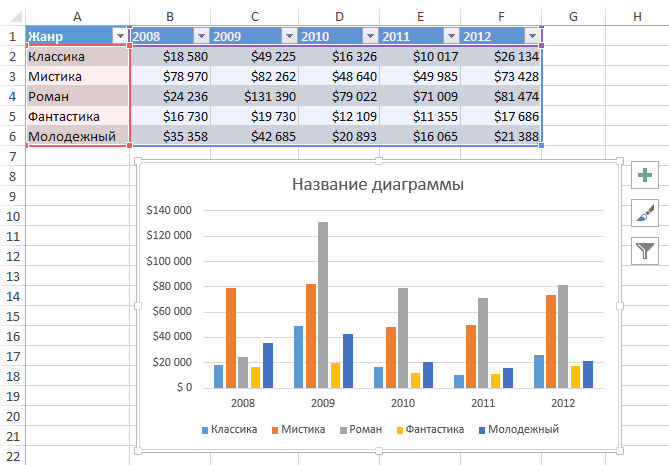 A B C D E F G H
1 Жанр 2008 2009 2010 2011 2012
2 Классика $18 580 $49 225 $16 326 $10 017 $26 134
3 Мистика $78 970 $82 262 $48 640 $49 985 $73 428
4 Роман $24 236 $131 390 $79 022 $71 009 $81 474
5 Фантастика $16 730 $19 730 $12 109 $11 355 $17 686
6 Молодежный $35 358 $42 685 $20 893 $16 065 $21 388
7
8
9
10
11
12
13
14
15
16
17
18
19
20
21
22
Название диаграммы
$140 000
$120 000
$100 000
$80 000
$60 000
$40 000
$20 000
$ 0
2008 2009 2010 2011 2012
Классика Мистика Роман Фантастика Молодежный